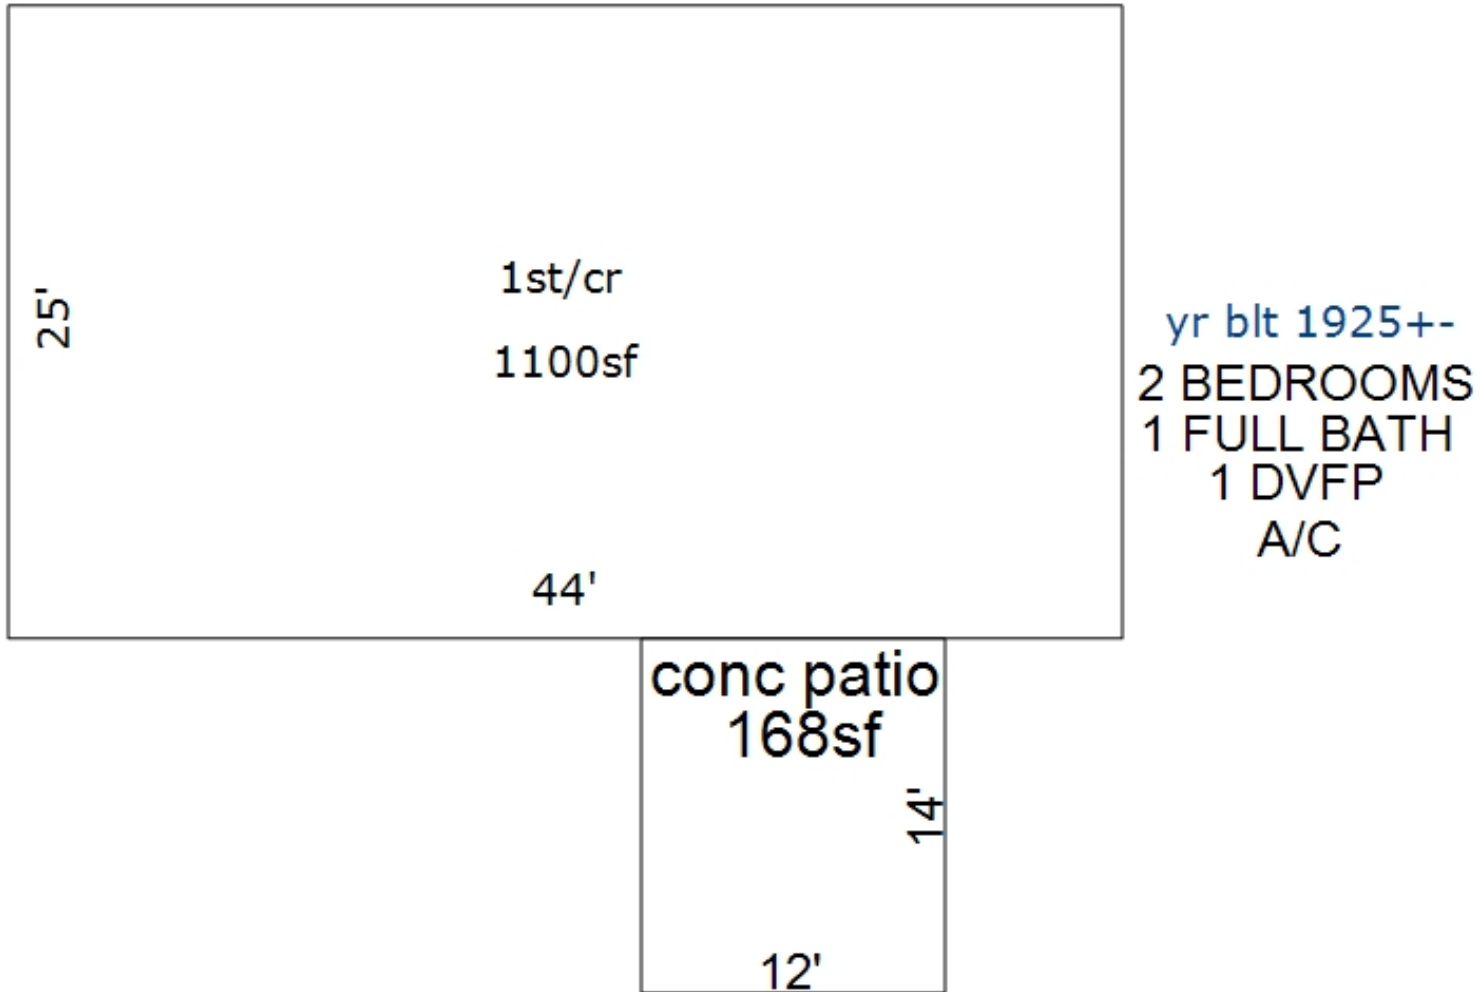 25'
1st/cr
1100sf
44'
yr blt 1925+-
2 BEDROOMS
1 FULL BATH
1 DVFP
A/C
conc patio
168sf
14'
12'